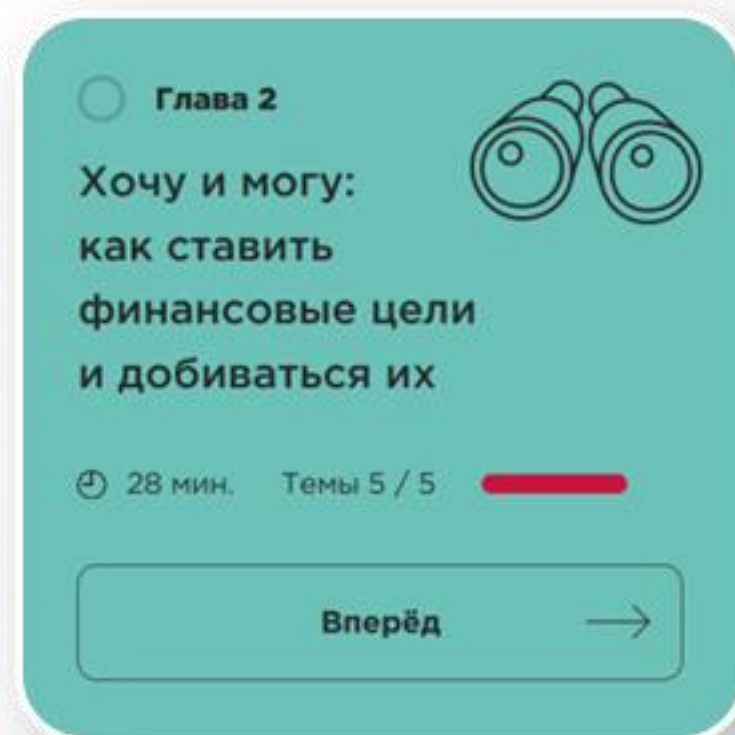 Глава 2
Хочу и могу:
как ставить
финансовые цели
и добиваться их
28 мин. Темы 5 / 5
Вперёд